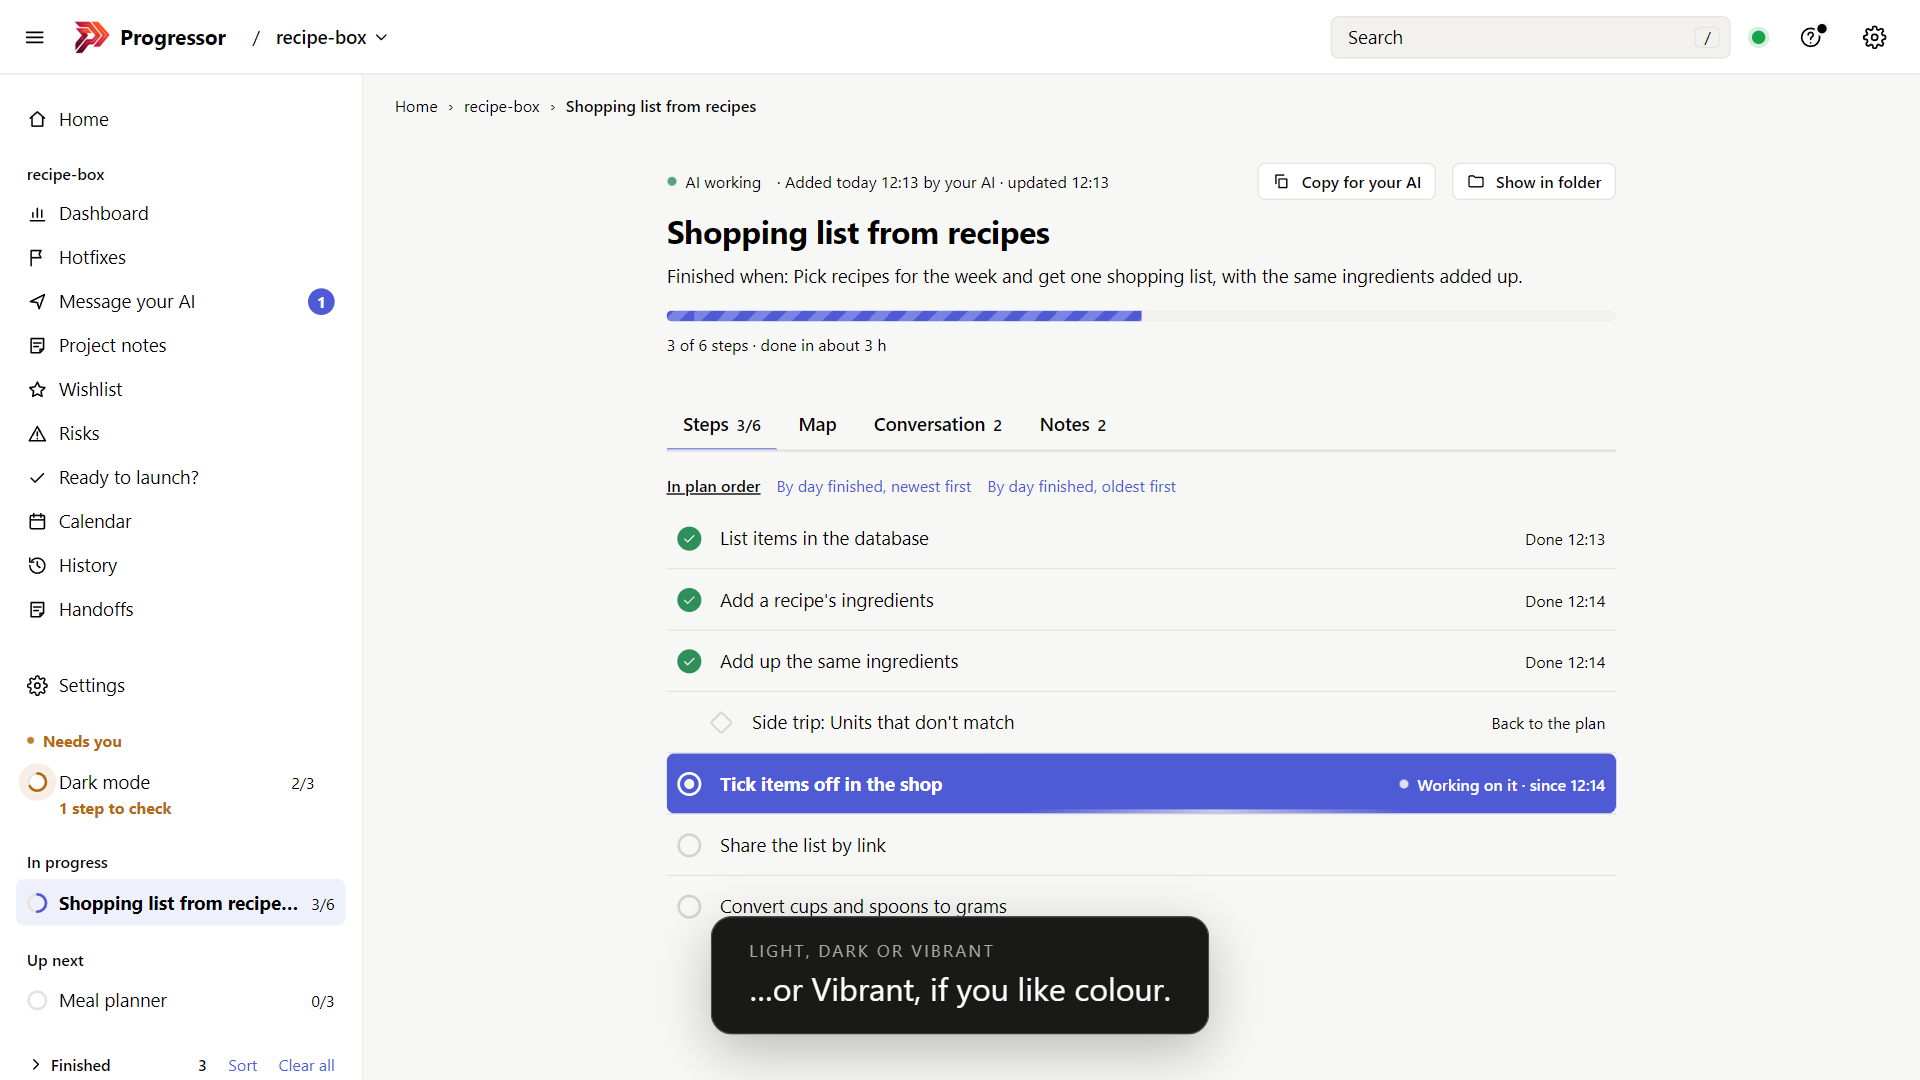 Progressor / recipe-box
Search /
Home
recipe-box
Dashboard
Hotfixes
Message your AI 1
Project notes
Wishlist
Risks
Ready to launch?
Calendar
History
Handoffs
Settings
Needs you
Dark mode 2/3
1 step to check
In progress
Shopping list from recipe... 3/6
Up next
Meal planner 0/3
Finished 3 Sort Clear all
Home › recipe-box › Shopping list from recipes
AI working · Added today 12:13 by your AI · updated 12:13
Copy for your AI
Show in folder
Shopping list from recipes
Finished when: Pick recipes for the week and get one shopping list, with the same ingredients added up.
3 of 6 steps · done in about 3 h
Steps 3/6 Map Conversation 2 Notes 2
In plan order By day finished, newest first By day finished, oldest first
List items in the database Done 12:13
Add a recipe's ingredients Done 12:14
Add up the same ingredients Done 12:14
Side trip: Units that don't match Back to the plan
Tick items off in the shop Working on it · since 12:14
Share the list by link
Convert cups and spoons to grams
LIGHT, DARK OR VIBRANT
...or Vibrant, if you like colour.